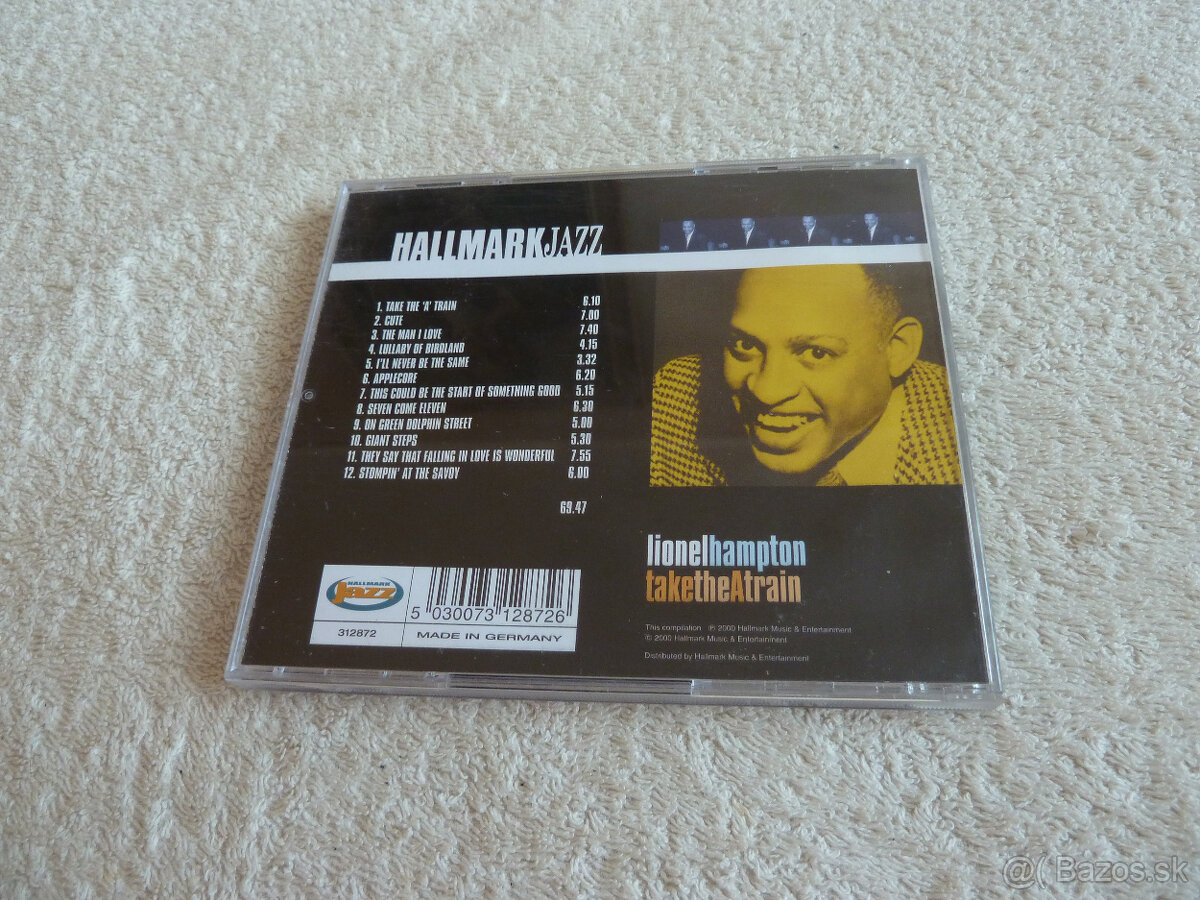 HALLMARKJAZZ
1. TAKE THE 'A' TRAIN 6.10
2. CUTE 7.00
3. THE MAN I LOVE 7.40
4. LULLABY OF BIRDLAND 4.15
5. I'LL NEVER BE THE SAME 3.32
6. APPLECORE 6.20
7. THIS COULD BE THE START OF SOMETHING GOOD 5.15
8. SEVEN COME ELEVEN 6.30
9. ON GREEN DOLPHIN STREET 5.00
10. GIANT STEPS 5.30
11. THEY SAY THAT FALLING IN LOVE IS WONDERFUL 7.55
12. STOMPIN' AT THE SAVOY 6.00
69.47
lionelhampton
taketheAtrain
HALLMARK
Jazz
5 030073 128726
312872
MADE IN GERMANY
This compilation ℗ 2000 Hallmark Music & Entertainment
© 2000 Hallmark Music & Entertainment
Distributed by Hallmark Music & Entertainment
@( Bazos.sk